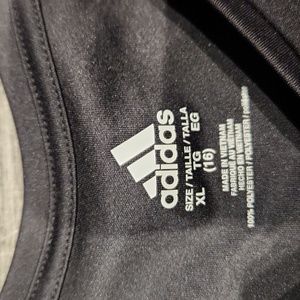 adidas
SIZE / TAILLE / TALLA
XL TG EG
(16)
MADE IN VIETNAM
FABRIQUÉ AU VIETNAM
HECHO EN VIETNAM
100% POLYESTER / POLYESTER /